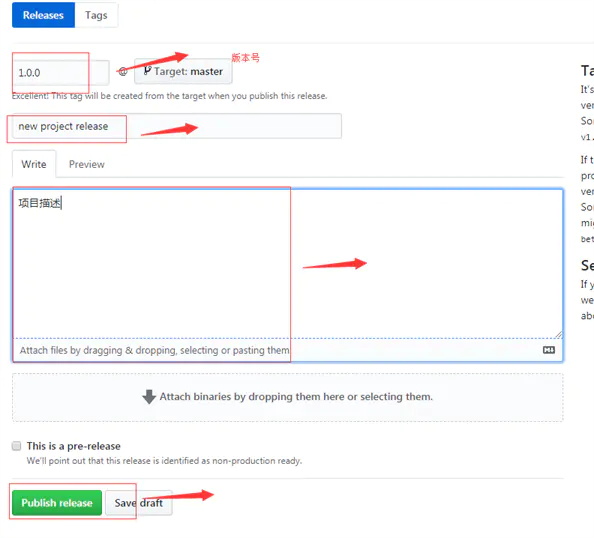 Releases Tags
版本号
1.0.0 @ Target: master
Excellent! This tag will be created from the target when you publish this release.
new project release
Write Preview
项目描述
Attach files by dragging & dropping, selecting or pasting them
Attach binaries by dropping them here or selecting them.
This is a pre-release
We'll point out that this release is identified as non-production ready.
Publish release Save draft
Ta
It's
ver
Sor
v1.
If t
pro
ver
Sor
mig
bet
Se
If y
we
abo